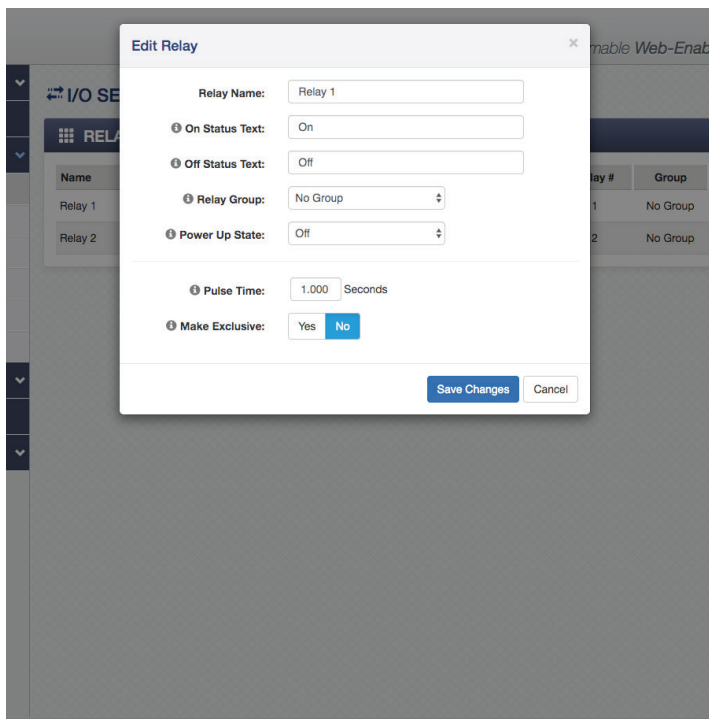 Edit Relay
×
Web-Enab
I/O SE
Relay Name: Relay 1
On Status Text: On
RELA
Off Status Text: Off
Name
Group
Relay Group: No Group
Relay 1
1
No Group
Power Up State: Off
Relay 2
2
No Group
Pulse Time: 1.000 Seconds
Make Exclusive: Yes No
Save Changes
Cancel